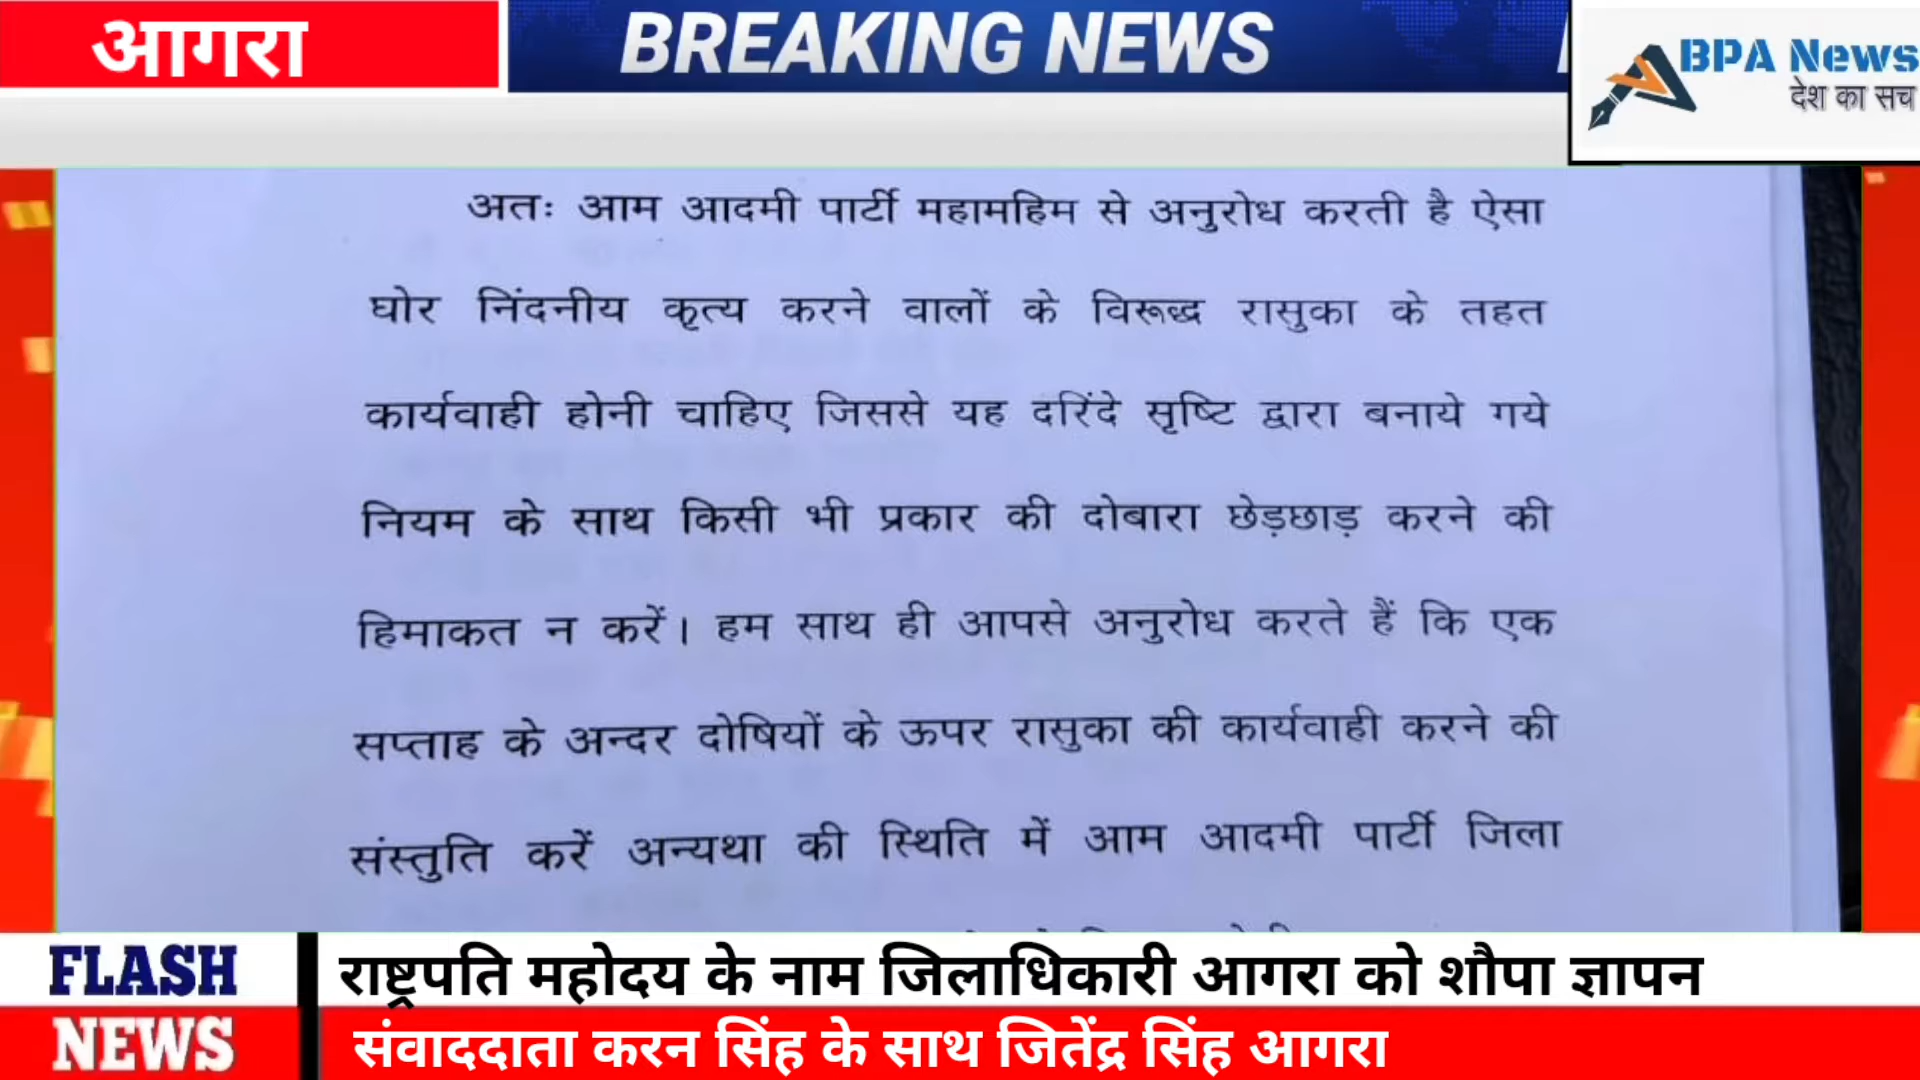 आगरा
BREAKING NEWS
BPA News
देश का सच
अतः आम आदमी पार्टी महामहिम से अनुरोध करती है ऐसा
घोर निंदनीय कृत्य करने वालों के विरूद्ध रासुका के तहत
कार्यवाही होनी चाहिए जिससे यह दरिंदे सृष्टि द्वारा बनाये गये
नियम के साथ किसी भी प्रकार की दोबारा छेड़छाड़ करने की
हिमाकत न करें। हम साथ ही आपसे अनुरोध करते हैं कि एक
सप्ताह के अन्दर दोषियों के ऊपर रासुका की कार्यवाही करने की
संस्तुति करें अन्यथा की स्थिति में आम आदमी पार्टी जिला
FLASH
NEWS
राष्ट्रपति महोदय के नाम जिलाधिकारी आगरा को शौपा ज्ञापन
संवाददाता करन सिंह के साथ जितेंद्र सिंह आगरा